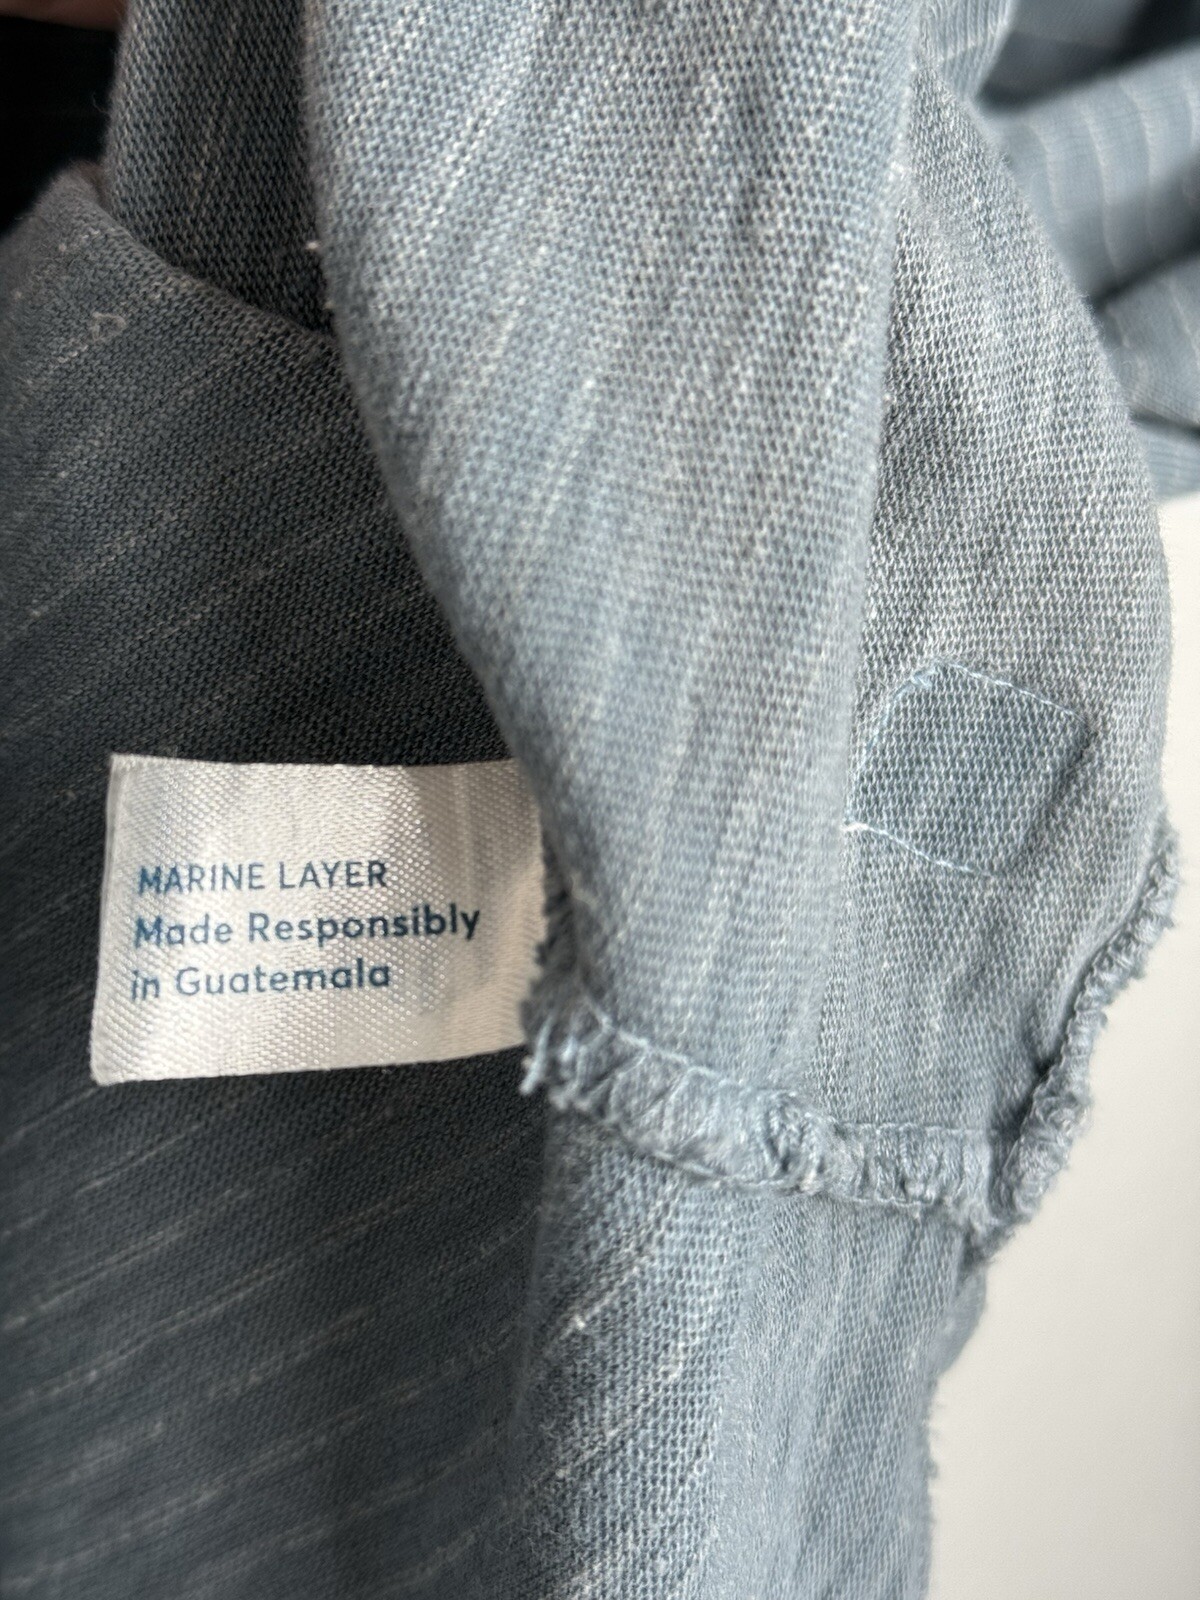 MARINE LAYER
Made Responsibly
in Guatemala